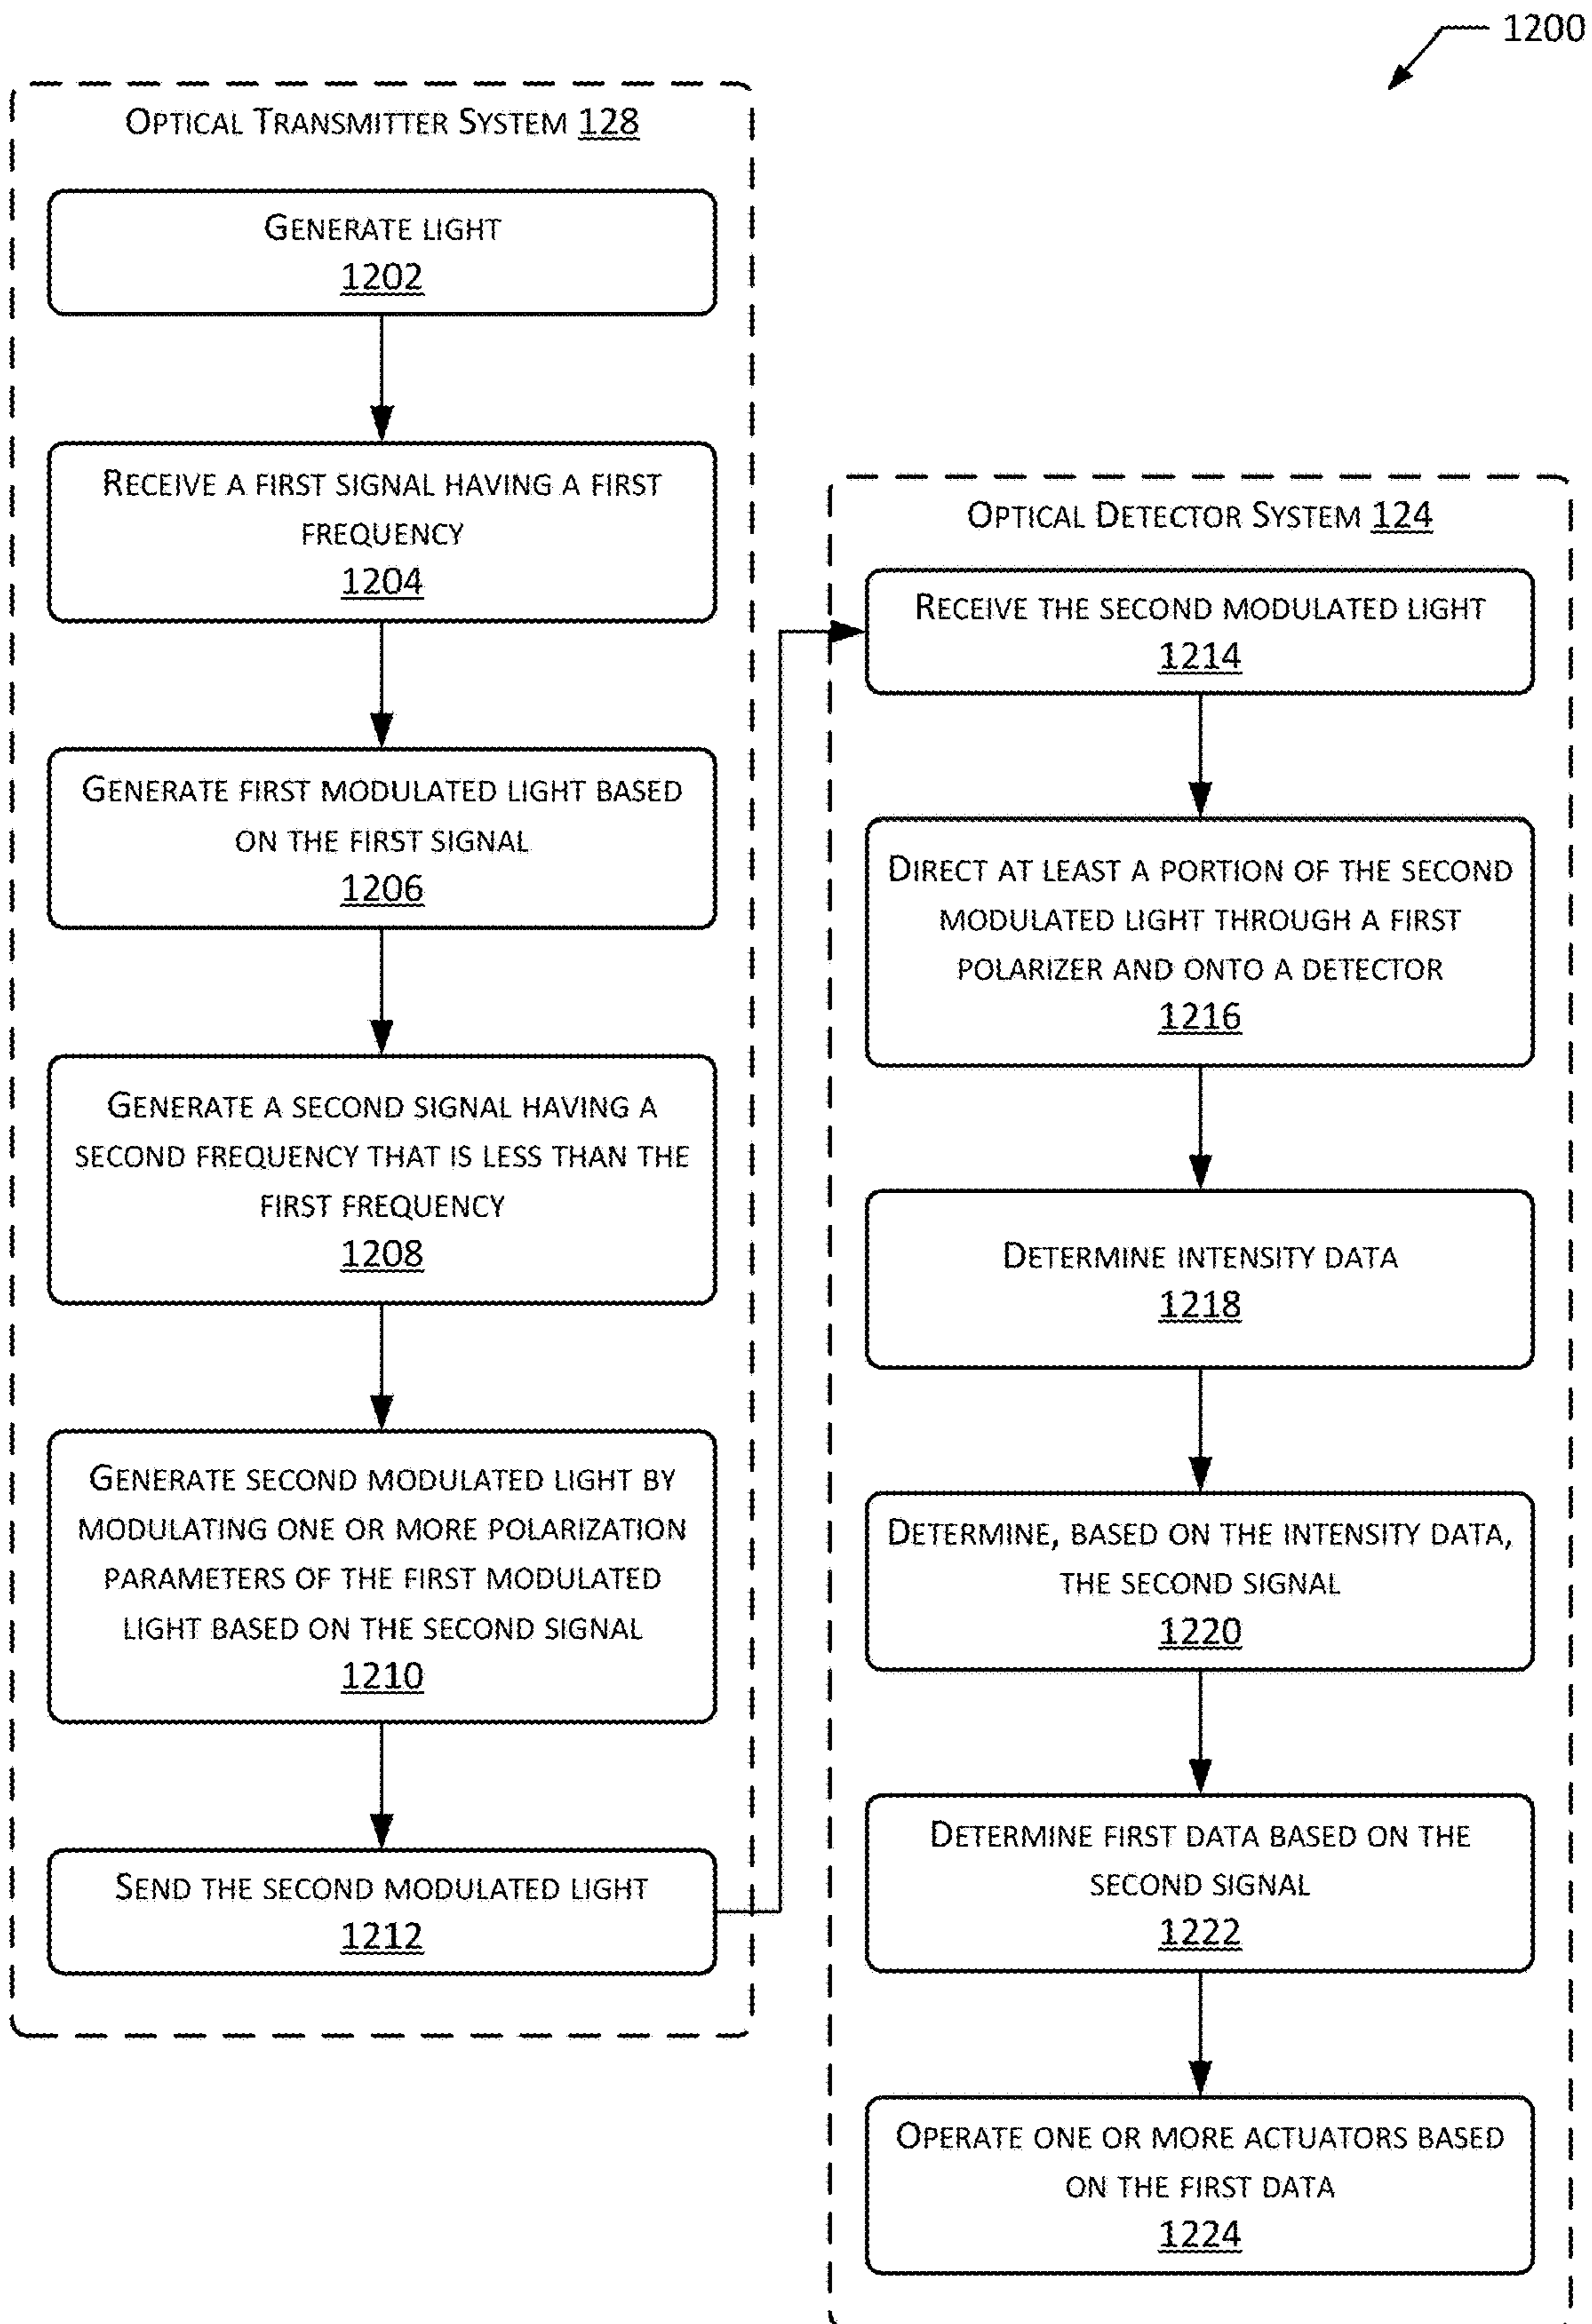 1200
OPTICAL TRANSMITTER SYSTEM 128
GENERATE LIGHT
1202
RECEIVE A FIRST SIGNAL HAVING A FIRST
FREQUENCY
1204
GENERATE FIRST MODULATED LIGHT BASED
ON THE FIRST SIGNAL
1206
GENERATE A SECOND SIGNAL HAVING A
SECOND FREQUENCY THAT IS LESS THAN THE
FIRST FREQUENCY
1208
GENERATE SECOND MODULATED LIGHT BY
MODULATING ONE OR MORE POLARIZATION
PARAMETERS OF THE FIRST MODULATED
LIGHT BASED ON THE SECOND SIGNAL
1210
SEND THE SECOND MODULATED LIGHT
1212
OPTICAL DETECTOR SYSTEM 124
RECEIVE THE SECOND MODULATED LIGHT
1214
DIRECT AT LEAST A PORTION OF THE SECOND
MODULATED LIGHT THROUGH A FIRST
POLARIZER AND ONTO A DETECTOR
1216
DETERMINE INTENSITY DATA
1218
DETERMINE, BASED ON THE INTENSITY DATA,
THE SECOND SIGNAL
1220
DETERMINE FIRST DATA BASED ON THE
SECOND SIGNAL
1222
OPERATE ONE OR MORE ACTUATORS BASED
ON THE FIRST DATA
1224